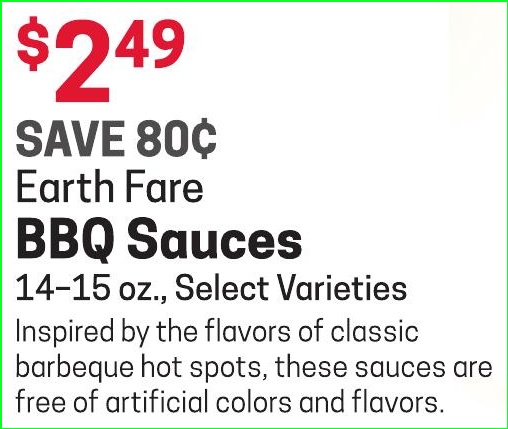 $2.49
SAVE 80¢
Earth Fare
BBQ Sauces
14–15 oz., Select Varieties
Inspired by the flavors of classic
barbeque hot spots, these sauces are
free of artificial colors and flavors.